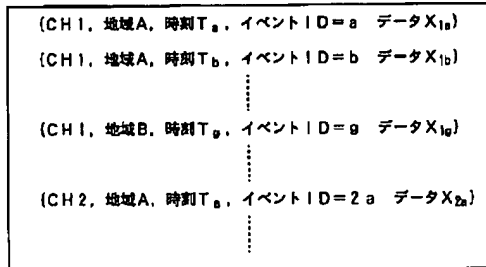 (CH1, 地域A, 時刻Ta, イベントID=a データX1a)
(CH1, 地域A, 時刻Tb, イベントID=b データX1b)
(CH1, 地域B, 時刻Tg, イベントID=g データX1g)
(CH2, 地域A, 時刻Ta, イベントID=2a データX2a)